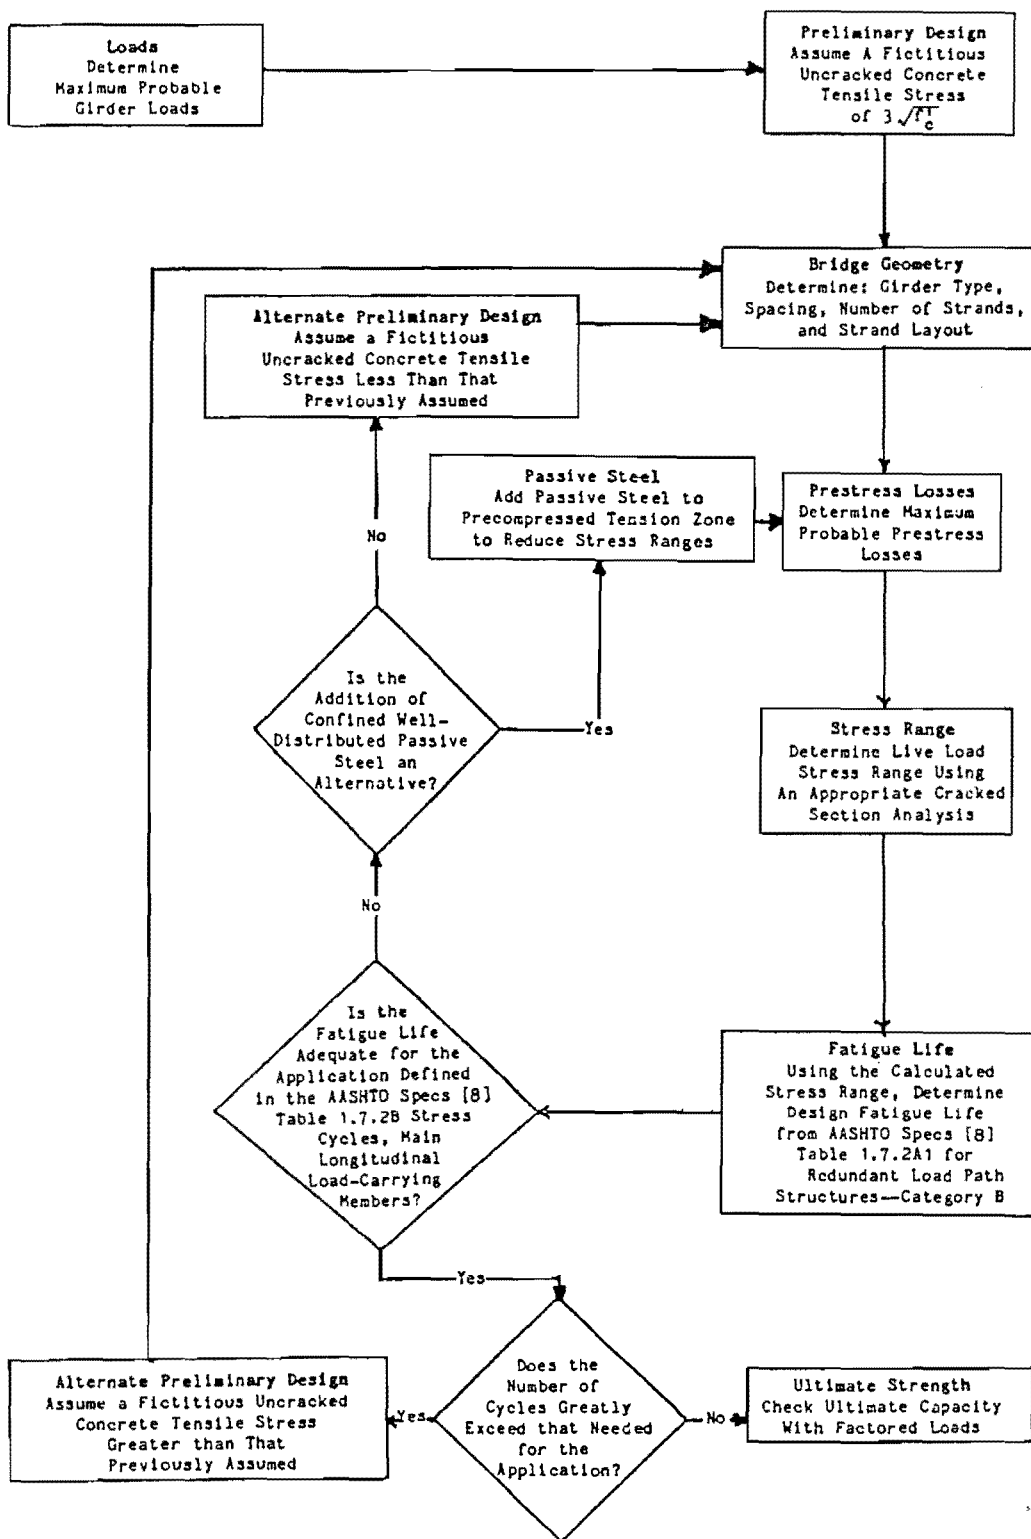 Loads
Determine
Maximum Probable
Girder Loads
Preliminary Design
Assume A Fictitious
Uncracked Concrete
Tensile Stress
of 3√f'c
Bridge Geometry
Determine: Girder Type,
Spacing, Number of Strands,
and Strand Layout
Alternate Preliminary Design
Assume a Fictitious
Uncracked Concrete Tensile
Stress Less Than That
Previously Assumed
Passive Steel
Add Passive Steel to
Precompressed Tension Zone
to Reduce Stress Ranges
Prestress Losses
Determine Maximum
Probable Prestress
Losses
No
Is the
Addition of
Confined Well-
Distributed Passive
Steel an
Alternative?
Yes
Stress Range
Determine Live Load
Stress Range Using
An Appropriate Cracked
Section Analysis
No
Is the
Fatigue Life
Adequate for the
Application Defined
in the AASHTO Specs [8]
Table 1.7.2B Stress
Cycles, Main
Longitudinal
Load-Carrying
Members?
Fatigue Life
Using the Calculated
Stress Range, Determine
Design Fatigue Life
from AASHTO Specs [8]
Table 1.7.2A1 for
Redundant Load Path
Structures—Category B
Yes
Alternate Preliminary Design
Assume a Fictitious Uncracked
Concrete Tensile Stress
Greater than That
Previously Assumed
Yes
Does the
Number of
Cycles Greatly
Exceed that Needed
for the
Application?
No
Ultimate Strength
Check Ultimate Capacity
With Factored Loads